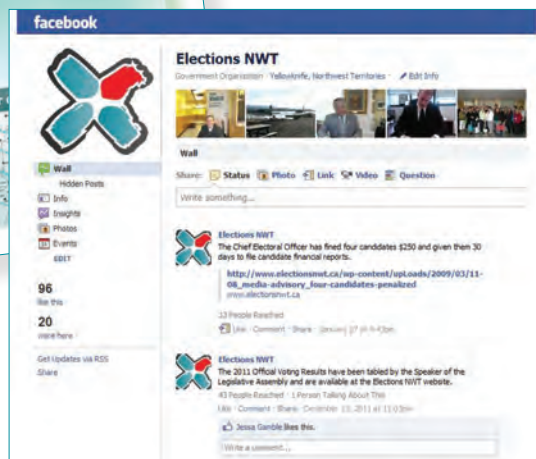 facebook
Elections NWT
Government Organisation · Yellowknife, Northwest Territories · Edit Info
Wall
Hidden Posts
Info
Insights
Photos
Events
EDIT
96
like this
20
were here
Get Updates via RSS
Share
Wall
Share: Status Photo Link Video Question
Write something...
Elections NWT
The Chief Electoral Officer has fined four candidates $250 and given them 30
days to file candidate financial reports.
http://www.electionsnwt.ca/wp-content/uploads/2009/03/11-
08_media-advisory_four-candidates-penalized
www.electionsnwt.ca
33 People Reached
Like · Comment · Share · January
Elections NWT
The 2011 Official Voting Results have been tabled by the Speaker of the
Legislative Assembly and are available at the Elections NWT website.
43 People Reached · 1 Person Talking About This
Like · Comment · Share · December 13, 2011 at 11:03am
Jessa Gamble likes this.
Write a comment...